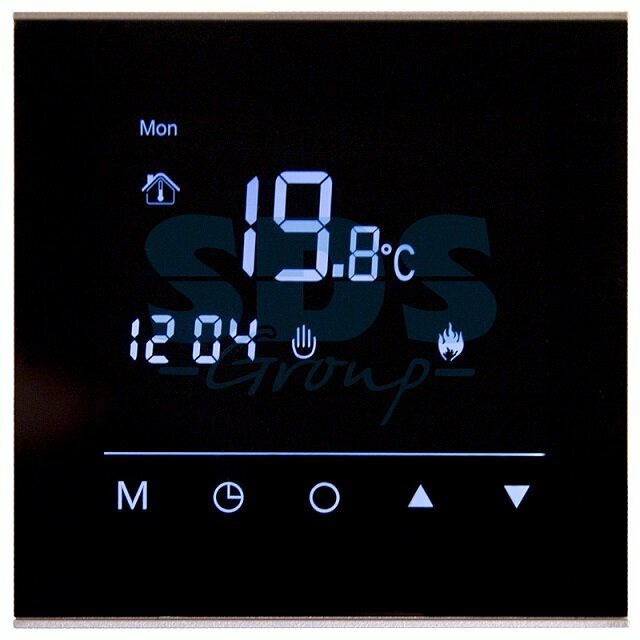 Mon
19.8°C
12 04
SDS
Group
M